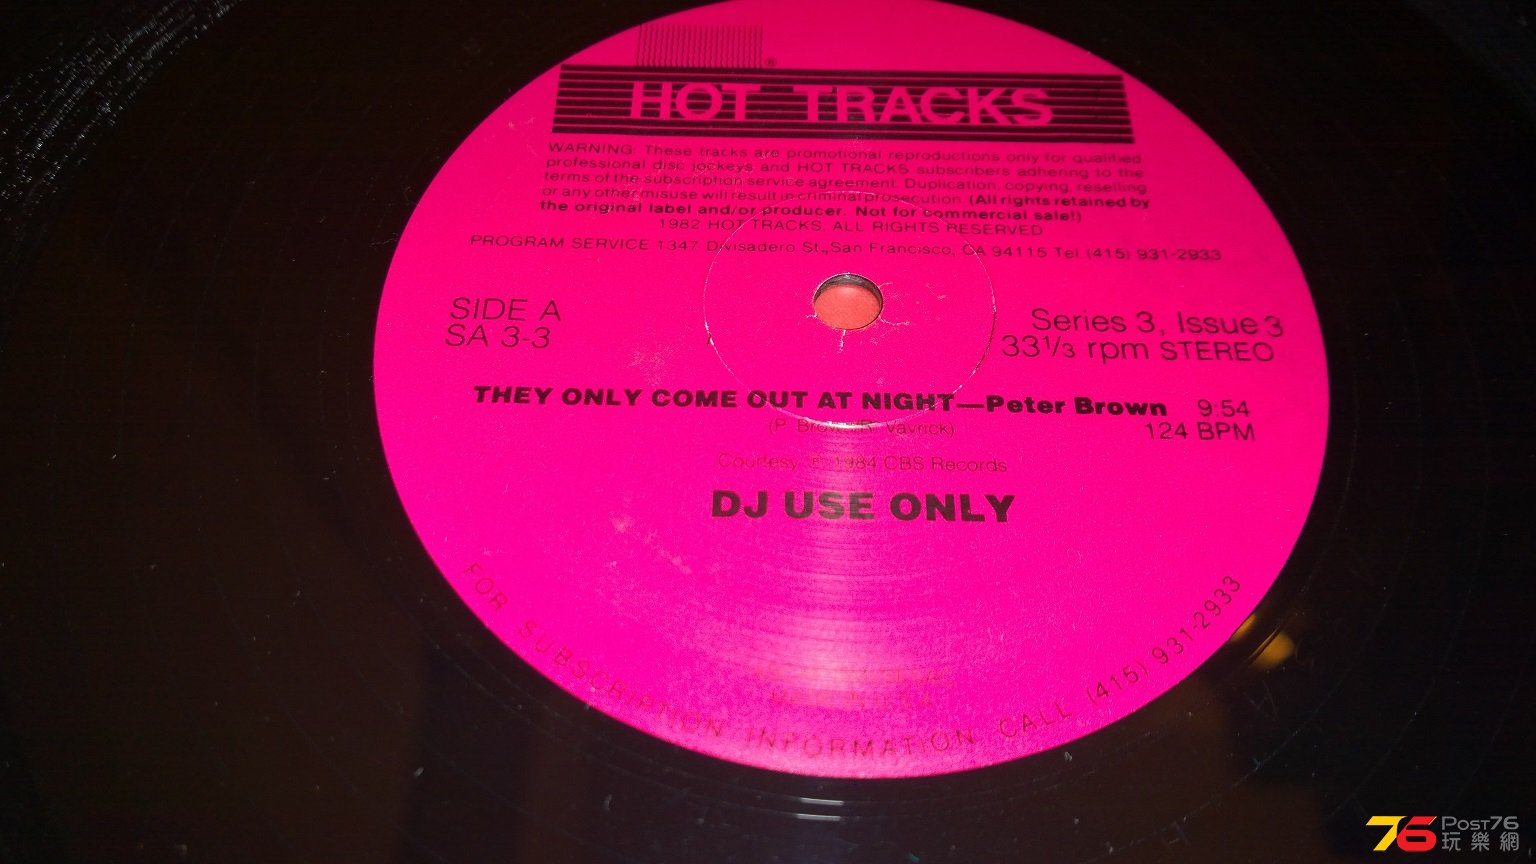 ®
HOT TRACKS
WARNING: These tracks are promotional reproductions only for qualified
professional disc jockeys and HOT TRACKS subscribers adhering to the
terms of the subscription service agreement. Duplication, copying, reselling
or any other misuse will result in criminal prosecution. (All rights retained by
the original label and/or producer. Not for commercial sale!)
1982 HOT TRACKS. ALL RIGHTS RESERVED
PROGRAM SERVICE 1347 Divisadero St., San Francisco, CA 94115 Tel (415) 931-2933
SIDE A
SA 3-3
Series 3, Issue 3
33⅓ rpm STEREO
THEY ONLY COME OUT AT NIGHT—Peter Brown 9:54
(P. Brown/R. Vavrick)
124 BPM
Courtesy ℗ 1984 CBS Records
DJ USE ONLY
FOR SUBSCRIPTION INFORMATION CALL (415) 931-2933
76 POST76
玩樂網